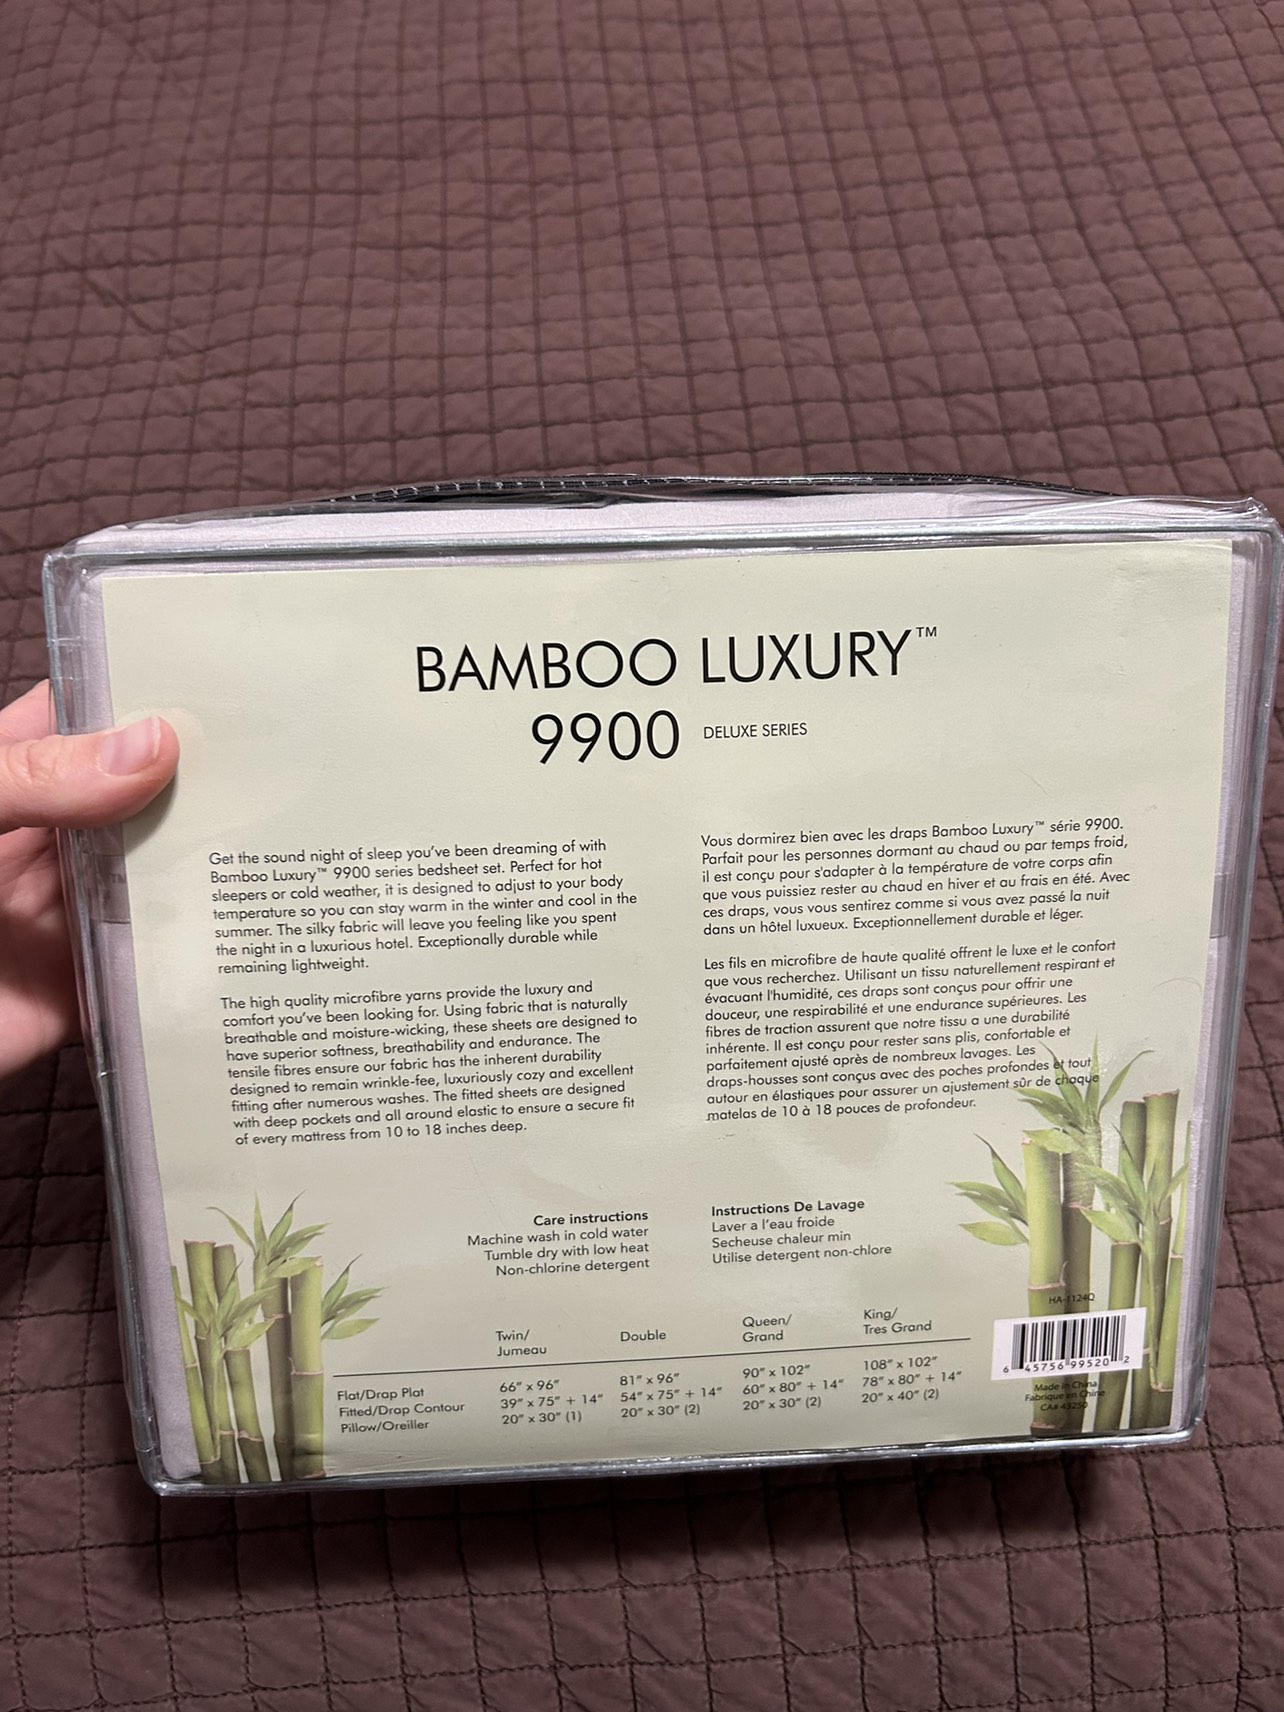 BAMBOO LUXURY™
9900 DELUXE SERIES
Get the sound night of sleep you've been dreaming of with
Bamboo Luxury™ 9900 series bedsheet set. Perfect for hot
sleepers or cold weather, it is designed to adjust to your body
temperature so you can stay warm in the winter and cool in the
summer. The silky fabric will leave you feeling like you spent
the night in a luxurious hotel. Exceptionally durable while
remaining lightweight.
The high quality microfibre yarns provide the luxury and
comfort you've been looking for. Using fabric that is naturally
breathable and moisture-wicking, these sheets are designed to
have superior softness, breathability and endurance. The
tensile fibres ensure our fabric has the inherent durability
designed to remain wrinkle-fee, luxuriously cozy and excellent
fitting after numerous washes. The fitted sheets are designed
with deep pockets and all around elastic to ensure a secure fit
of every mattress from 10 to 18 inches deep.
Vous dormirez bien avec les draps Bamboo Luxury™ série 9900.
Parfait pour les personnes dormant au chaud ou par temps froid,
il est conçu pour s'adapter à la température de votre corps afin
que vous puissiez rester au chaud en hiver et au frais en été. Avec
ces draps, vous vous sentirez comme si vous avez passé la nuit
dans un hôtel luxueux. Exceptionnellement durable et léger.
Les fils en microfibre de haute qualité offrent le luxe et le confort
que vous recherchez. Utilisant un tissu naturellement respirant et
évacuant l'humidité, ces draps sont conçus pour offrir une
douceur, une respirabilité et une endurance supérieures. Les
fibres de traction assurent que notre tissu a une durabilité
inhérente. Il est conçu pour rester sans plis, confortable et
parfaitement ajusté après de nombreux lavages. Les
draps-housses sont conçus avec des poches profondes et tout
autour en élastiques pour assurer un ajustement sûr de chaque
matelas de 10 à 18 pouces de profondeur.
Care instructions
Machine wash in cold water
Tumble dry with low heat
Non-chlorine detergent
Instructions De Lavage
Laver a l'eau froide
Secheuse chaleur min
Utilise detergent non-chlore
Twin/ Double Queen/ King/
Jumeau Grand Tres Grand
Flat/Drap Plat 66" x 96" 81" x 96" 90" x 102" 108" x 102"
Fitted/Drap Contour 39" x 75" + 14" 54" x 75" + 14" 60" x 80" + 14" 78" x 80" + 14"
Pillow/Oreiller 20" x 30" (1) 20" x 30" (2) 20" x 30" (2) 20" x 40" (2)
HA-1124Q
6 45756 99520 2
Made in China
Fabrique en Chine
CA# 43250
TM